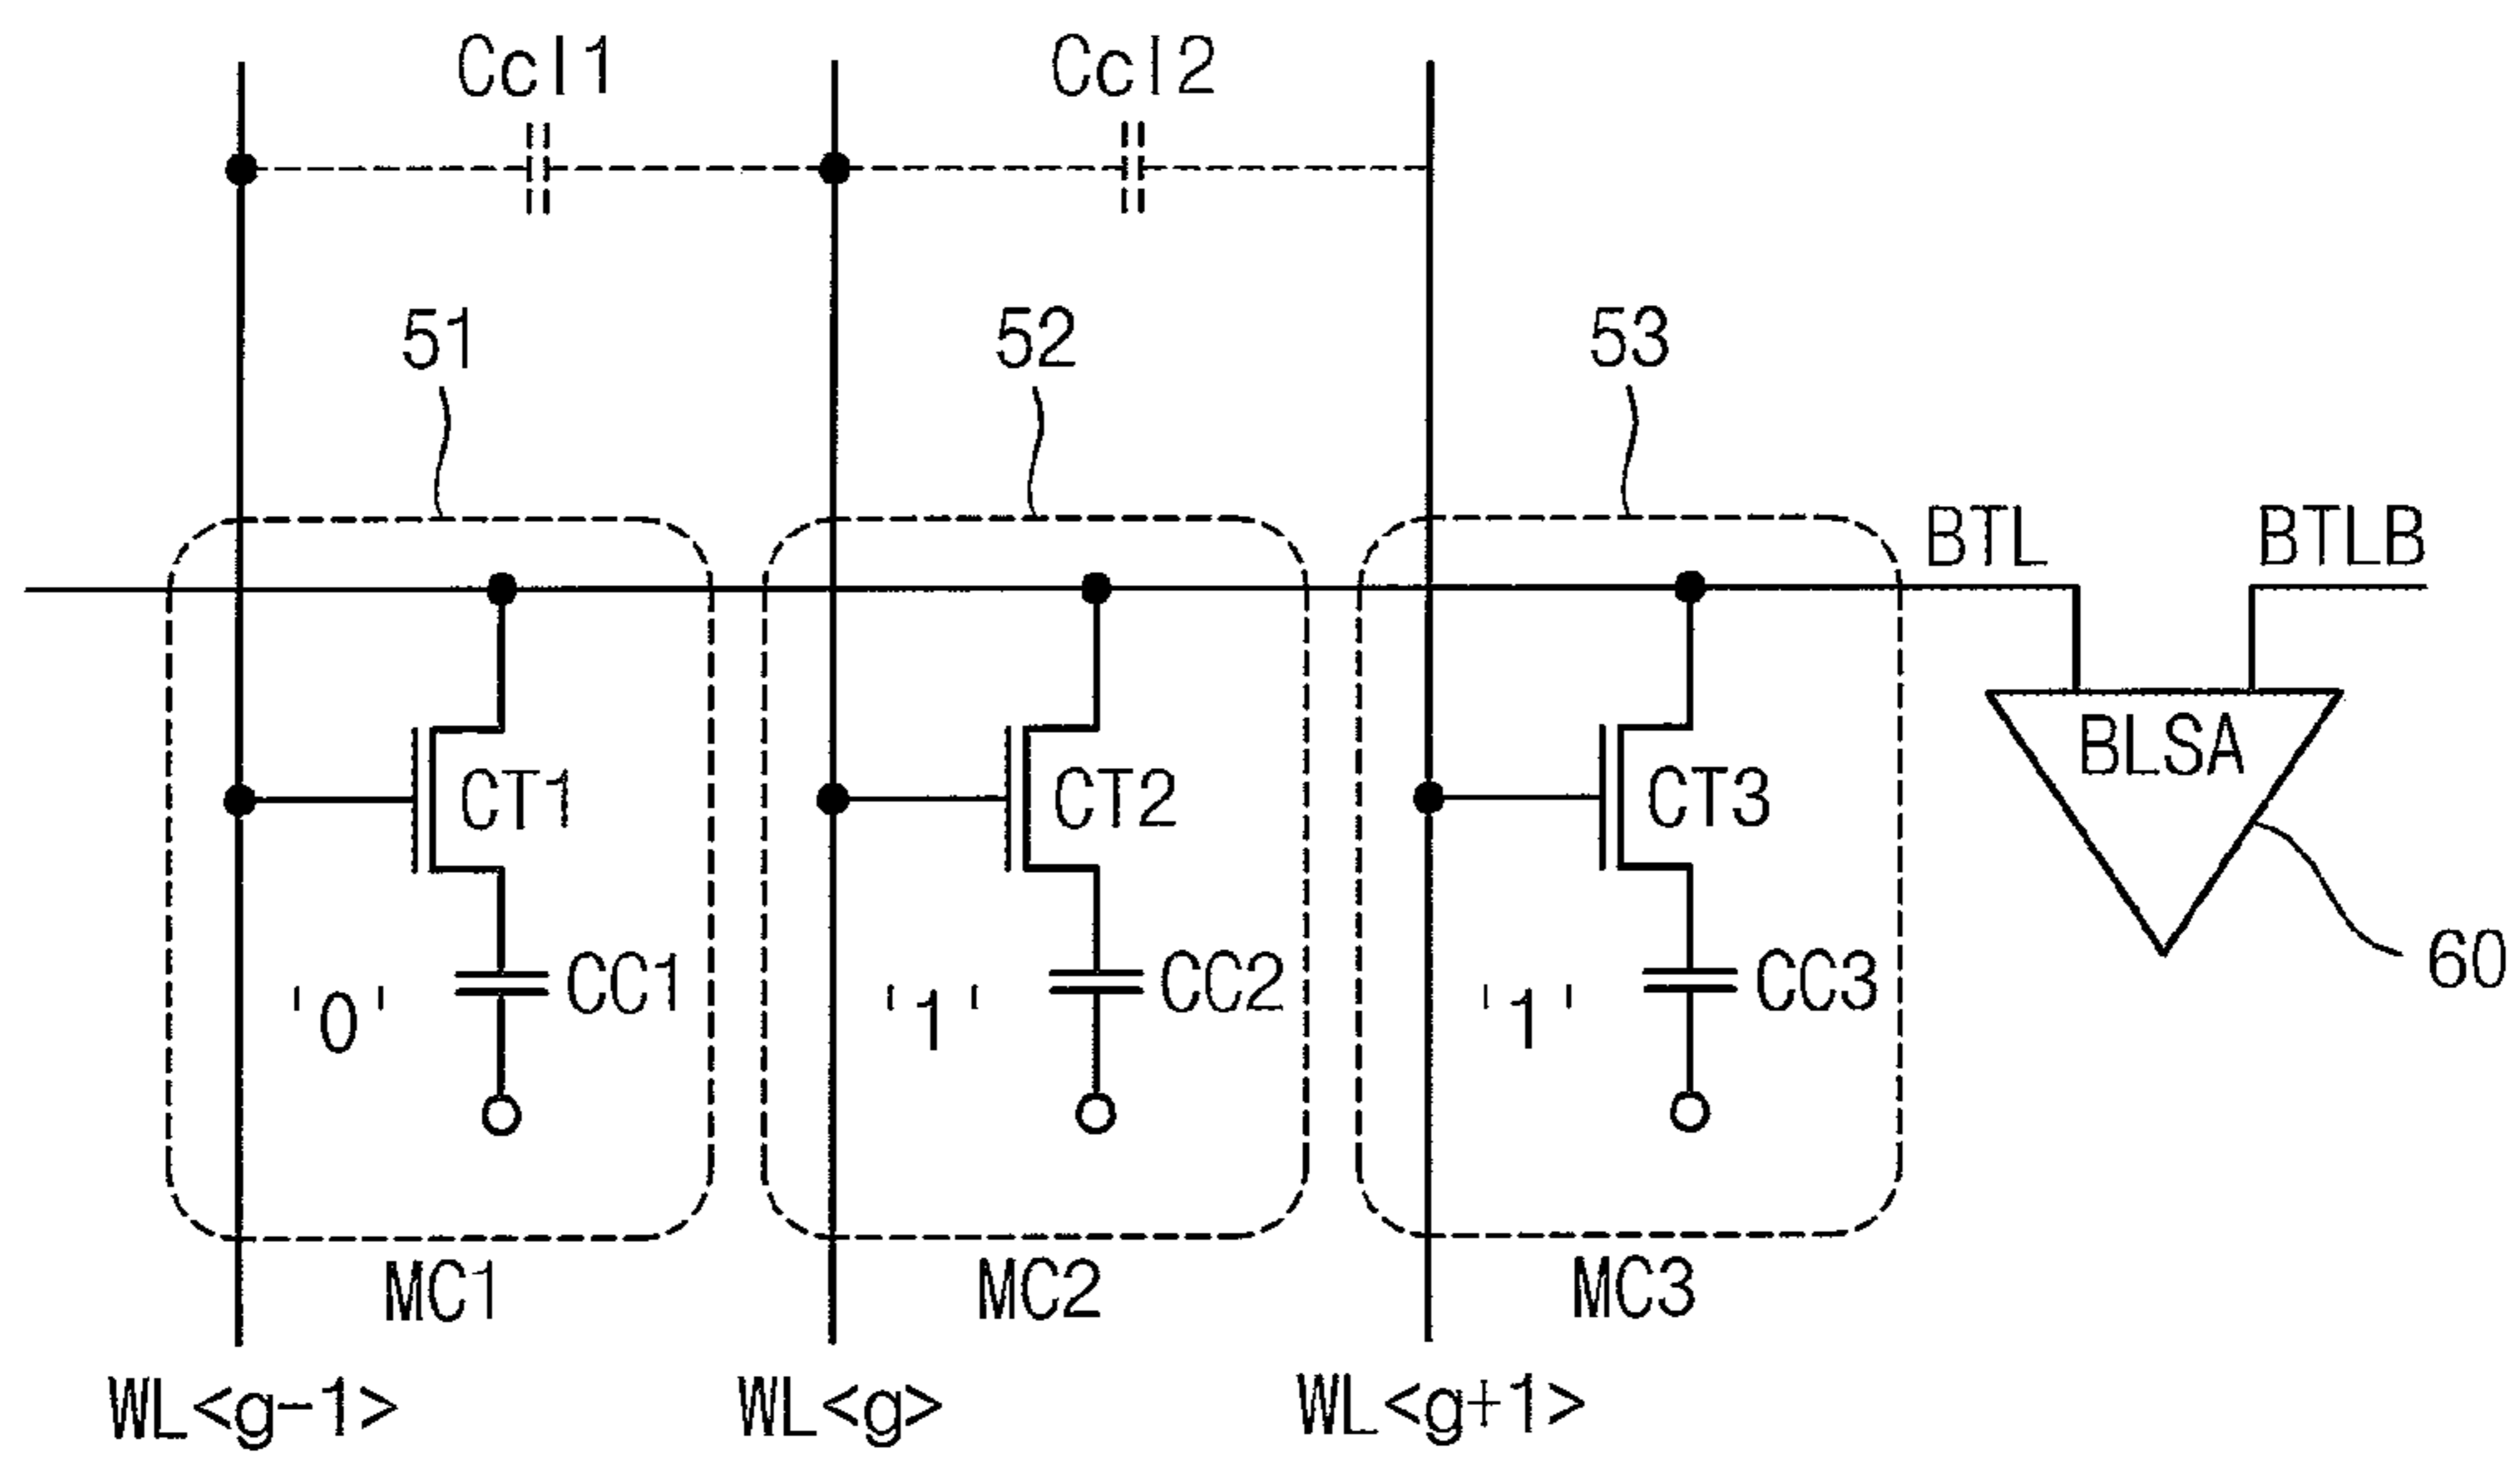 Ccl1 Ccl2
51 52 53
BTL BTLB
BLSA
CT1 CT2 CT3
60
CC1 CC2 CC3
'0' '1' '1'
MC1 MC2 MC3
WL<g-1> WL<g> WL<g+1>